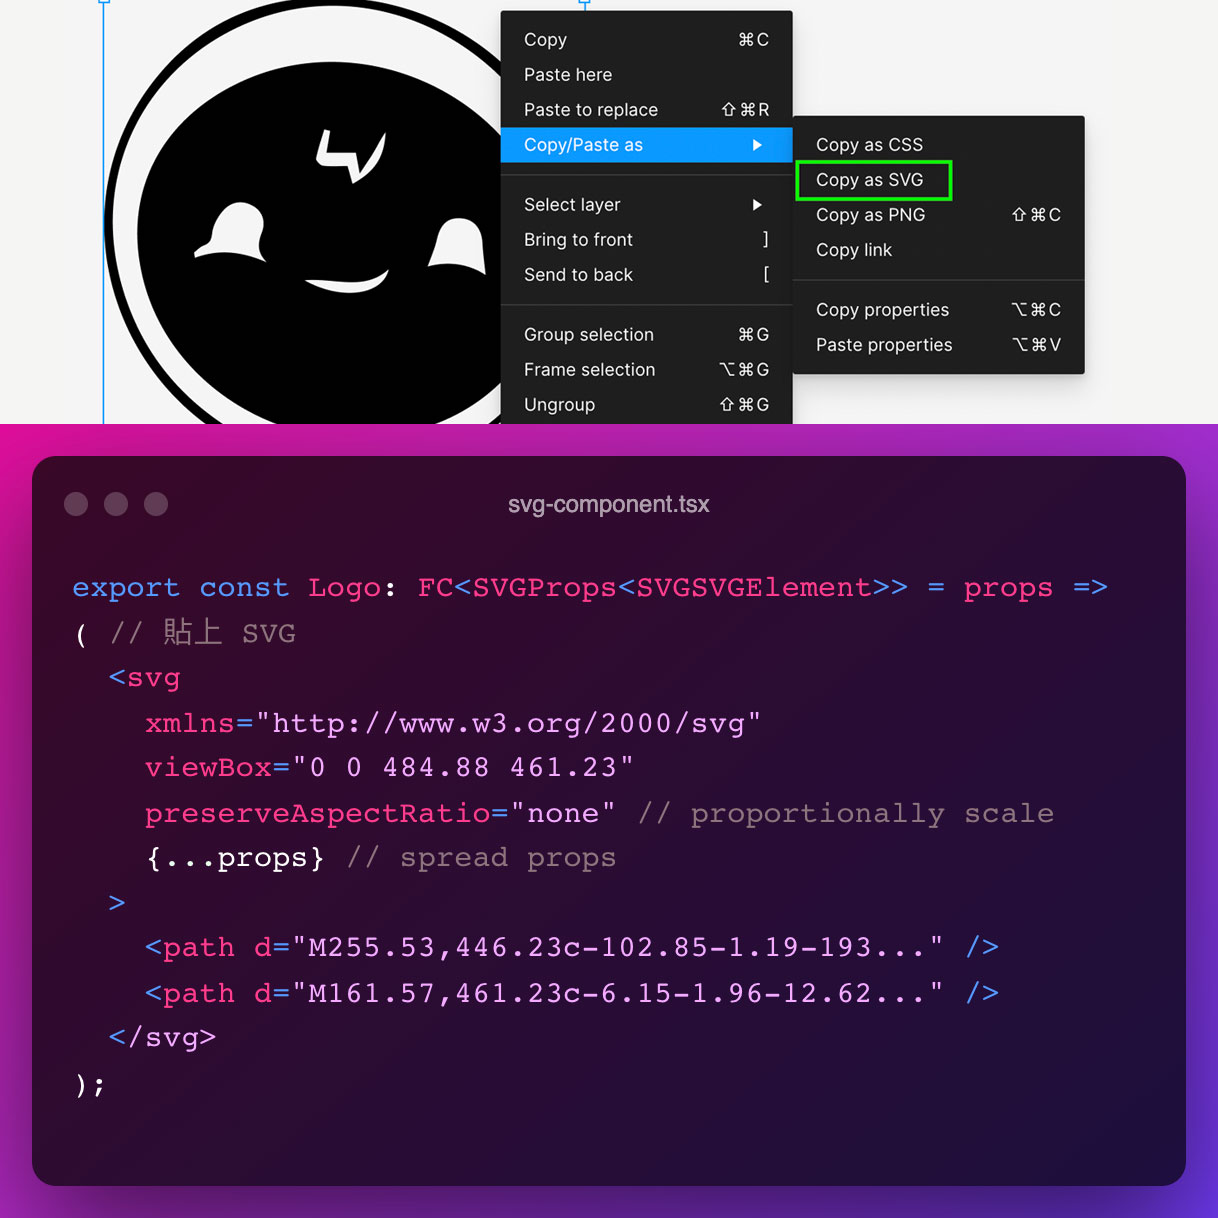 Copy ⌘C
Paste here
Paste to replace ⇧⌘R
Copy/Paste as ▶
Select layer ▶
Bring to front ]
Send to back [
Group selection ⌘G
Frame selection ⌥⌘G
Ungroup ⇧⌘G
Copy as CSS
Copy as SVG
Copy as PNG ⇧⌘C
Copy link
Copy properties ⌥⌘C
Paste properties ⌥⌘V
svg-component.tsx
export const Logo: FC<SVGProps<SVGSVGElement>> = props =>
( // 貼上 SVG
<svg
xmlns="http://www.w3.org/2000/svg"
viewBox="0 0 484.88 461.23"
preserveAspectRatio="none" // proportionally scale
{...props} // spread props
>
<path d="M255.53,446.23c-102.85-1.19-193..." />
<path d="M161.57,461.23c-6.15-1.96-12.62..." />
</svg>
);